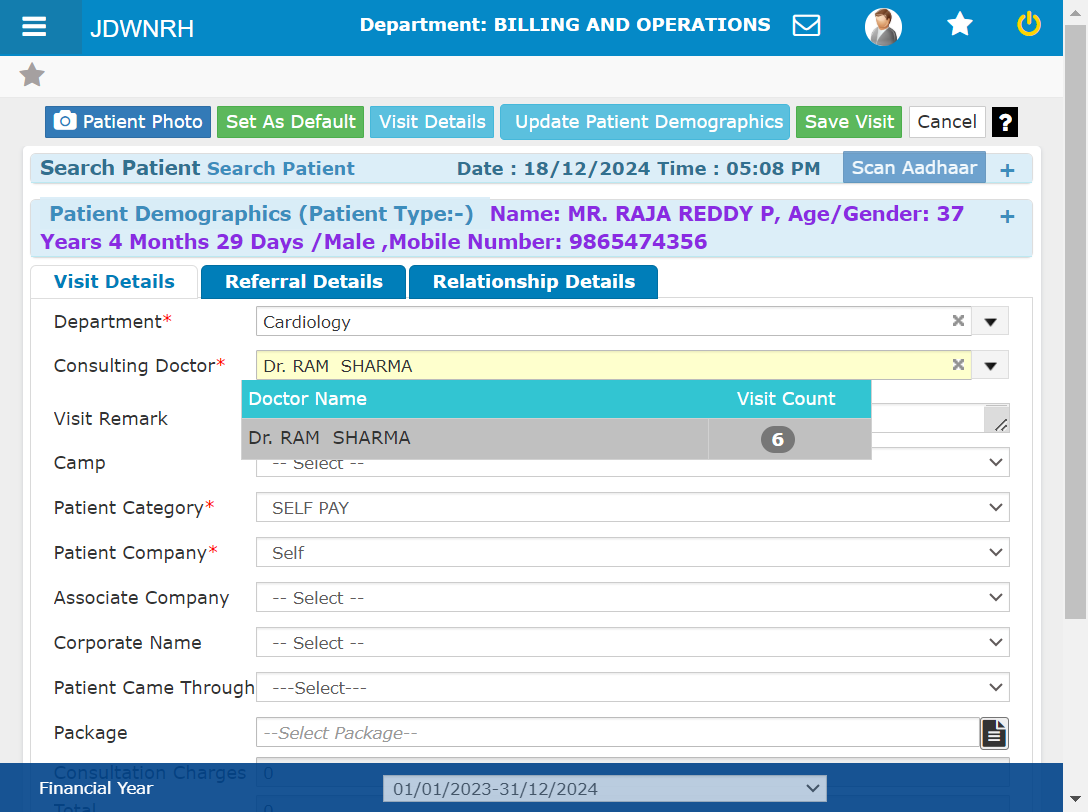 JDWNRH
Department: BILLING AND OPERATIONS
Patient Photo Set As Default Visit Details Update Patient Demographics Save Visit Cancel ?
Search Patient Search Patient Date : 18/12/2024 Time : 05:08 PM Scan Aadhaar +
Patient Demographics (Patient Type:-) Name: MR. RAJA REDDY P, Age/Gender: 37 +
Years 4 Months 29 Days /Male ,Mobile Number: 9865474356
Visit Details Referral Details Relationship Details
Department* Cardiology
Consulting Doctor* Dr. RAM SHARMA
Doctor Name Visit Count
Visit Remark
Dr. RAM SHARMA 6
Camp -- Select --
Patient Category* SELF PAY
Patient Company* Self
Associate Company -- Select --
Corporate Name -- Select --
Patient Came Through ---Select---
Package --Select Package--
Consultation Charges 0
Financial Year 01/01/2023-31/12/2024
Total 0